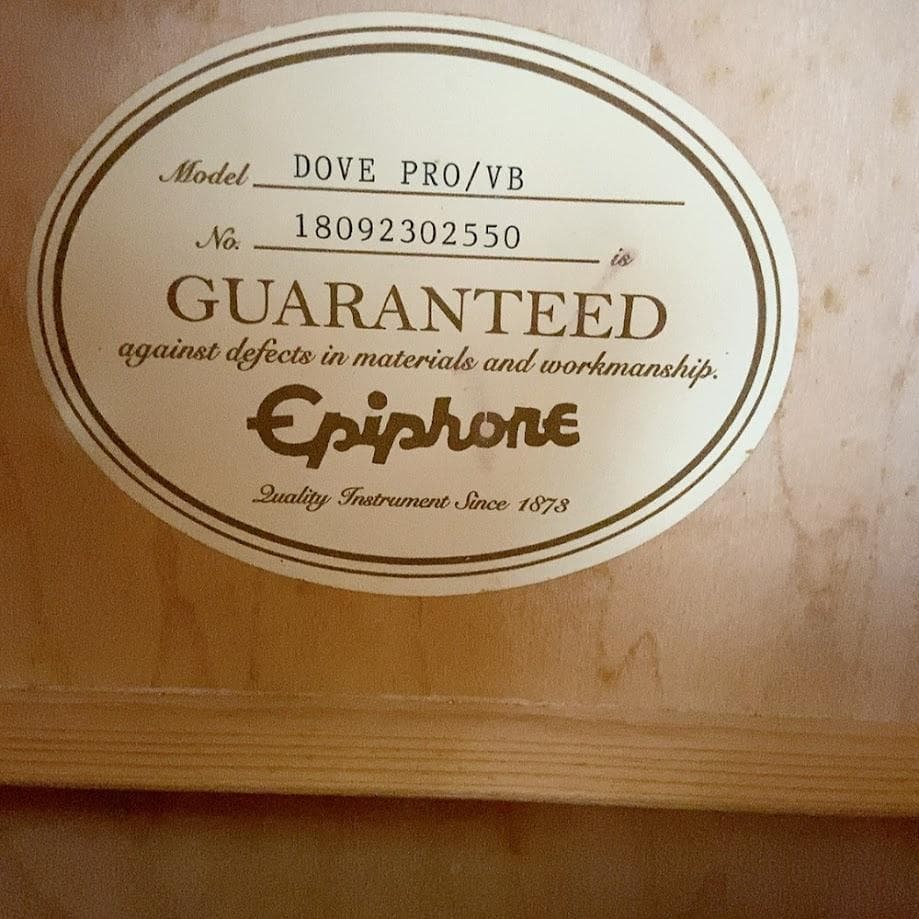 Model DOVE PRO/VB
No. 18092302550 is
GUARANTEED
against defects in materials and workmanship.
Epiphone
Quality Instrument Since 1873